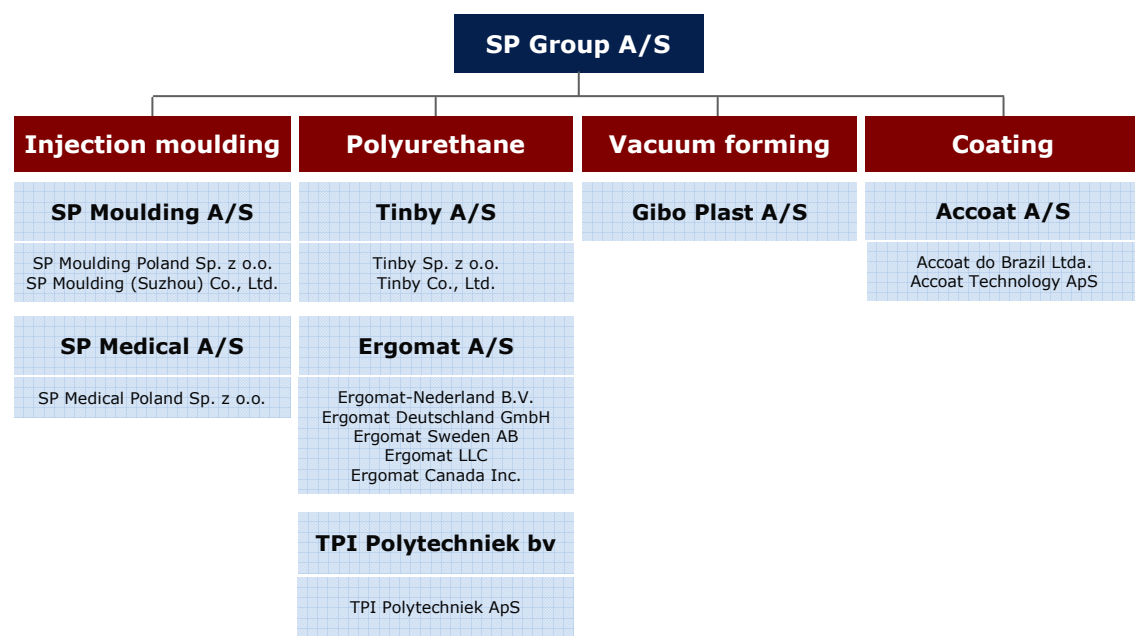 SP Group A/S
Injection moulding
Polyurethane
Vacuum forming
Coating
SP Moulding A/S
SP Moulding Poland Sp. z o.o.
SP Moulding (Suzhou) Co., Ltd.
SP Medical A/S
SP Medical Poland Sp. z o.o.
Tinby A/S
Tinby Sp. z o.o.
Tinby Co., Ltd.
Ergomat A/S
Ergomat-Nederland B.V.
Ergomat Deutschland GmbH
Ergomat Sweden AB
Ergomat LLC
Ergomat Canada Inc.
TPI Polytechniek bv
TPI Polytechniek ApS
Gibo Plast A/S
Accoat A/S
Accoat do Brazil Ltda.
Accoat Technology ApS